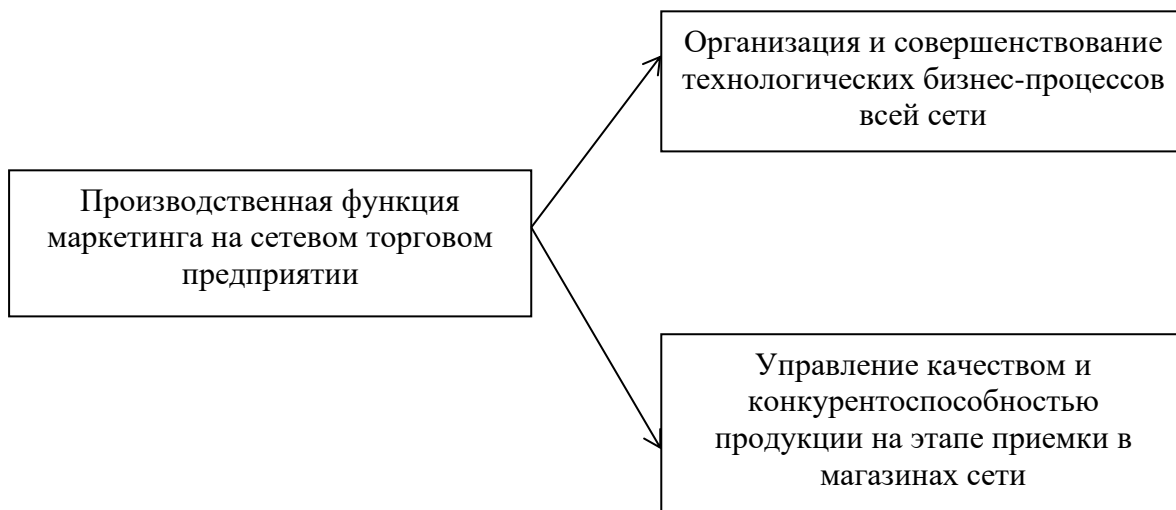 Организация и совершенствование
технологических бизнес-процессов
всей сети
Производственная функция
маркетинга на сетевом торговом
предприятии
Управление качеством и
конкурентоспособностью
продукции на этапе приемки в
магазинах сети